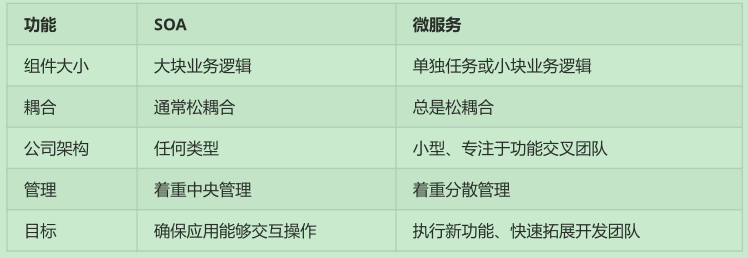 功能 SOA 微服务
组件大小 大块业务逻辑 单独任务或小块业务逻辑
耦合 通常松耦合 总是松耦合
公司架构 任何类型 小型、专注于功能交叉团队
管理 着重中央管理 着重分散管理
目标 确保应用能够交互操作 执行新功能、快速拓展开发团队